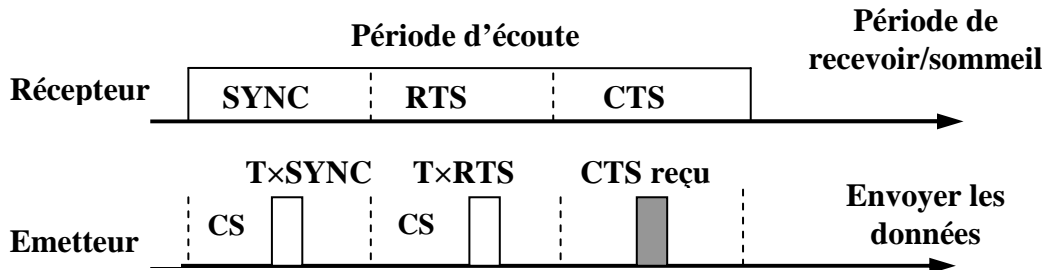 Période d'écoute
Période de
recevoir/sommeil
Récepteur
SYNC RTS CTS
T×SYNC T×RTS CTS reçu
Envoyer les
données
CS CS
Emetteur